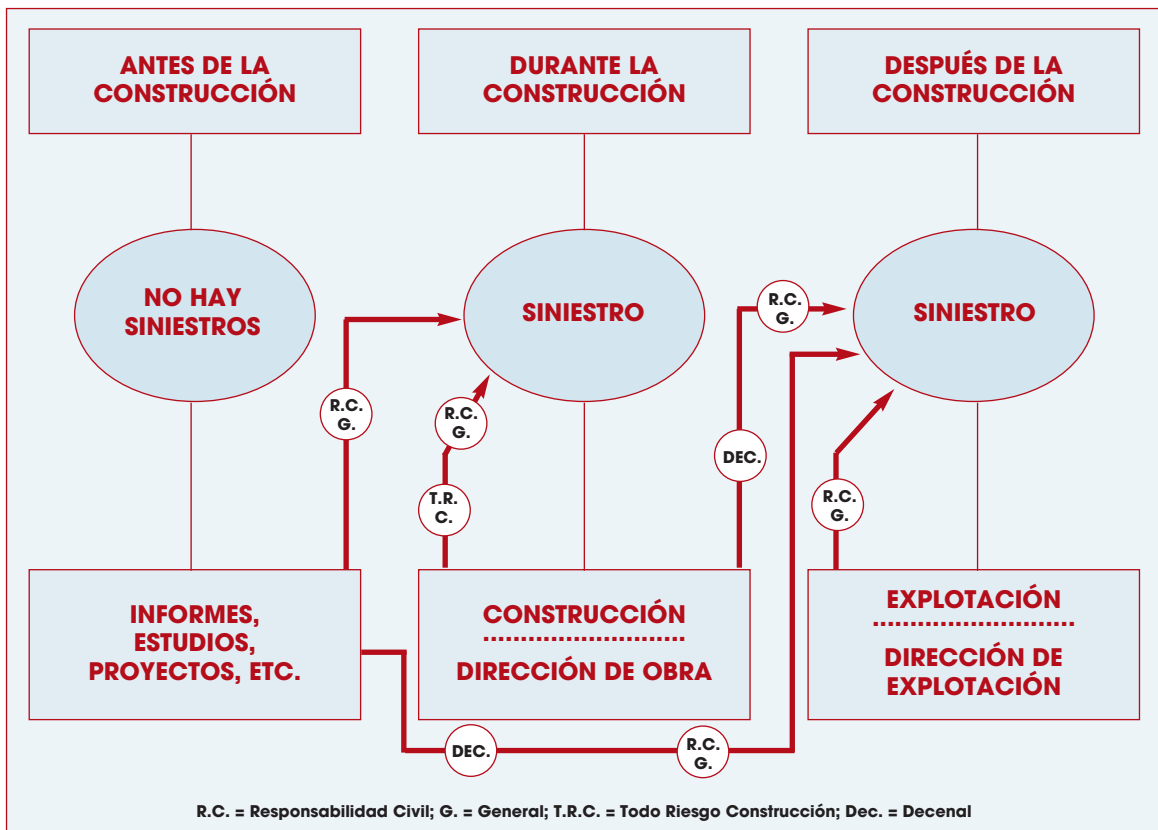 ANTES DE LA
CONSTRUCCIÓN
DURANTE LA
CONSTRUCCIÓN
DESPUÉS DE LA
CONSTRUCCIÓN
NO HAY
SINIESTROS
SINIESTRO
SINIESTRO
R.C.
G.
R.C.
G.
R.C.
G.
DEC.
T.R.
C.
R.C.
G.
INFORMES,
ESTUDIOS,
PROYECTOS, ETC.
CONSTRUCCIÓN
DIRECCIÓN DE OBRA
EXPLOTACIÓN
DIRECCIÓN DE
EXPLOTACIÓN
DEC.
R.C.
G.
R.C. = Responsabilidad Civil; G. = General; T.R.C. = Todo Riesgo Construcción; Dec. = Decenal